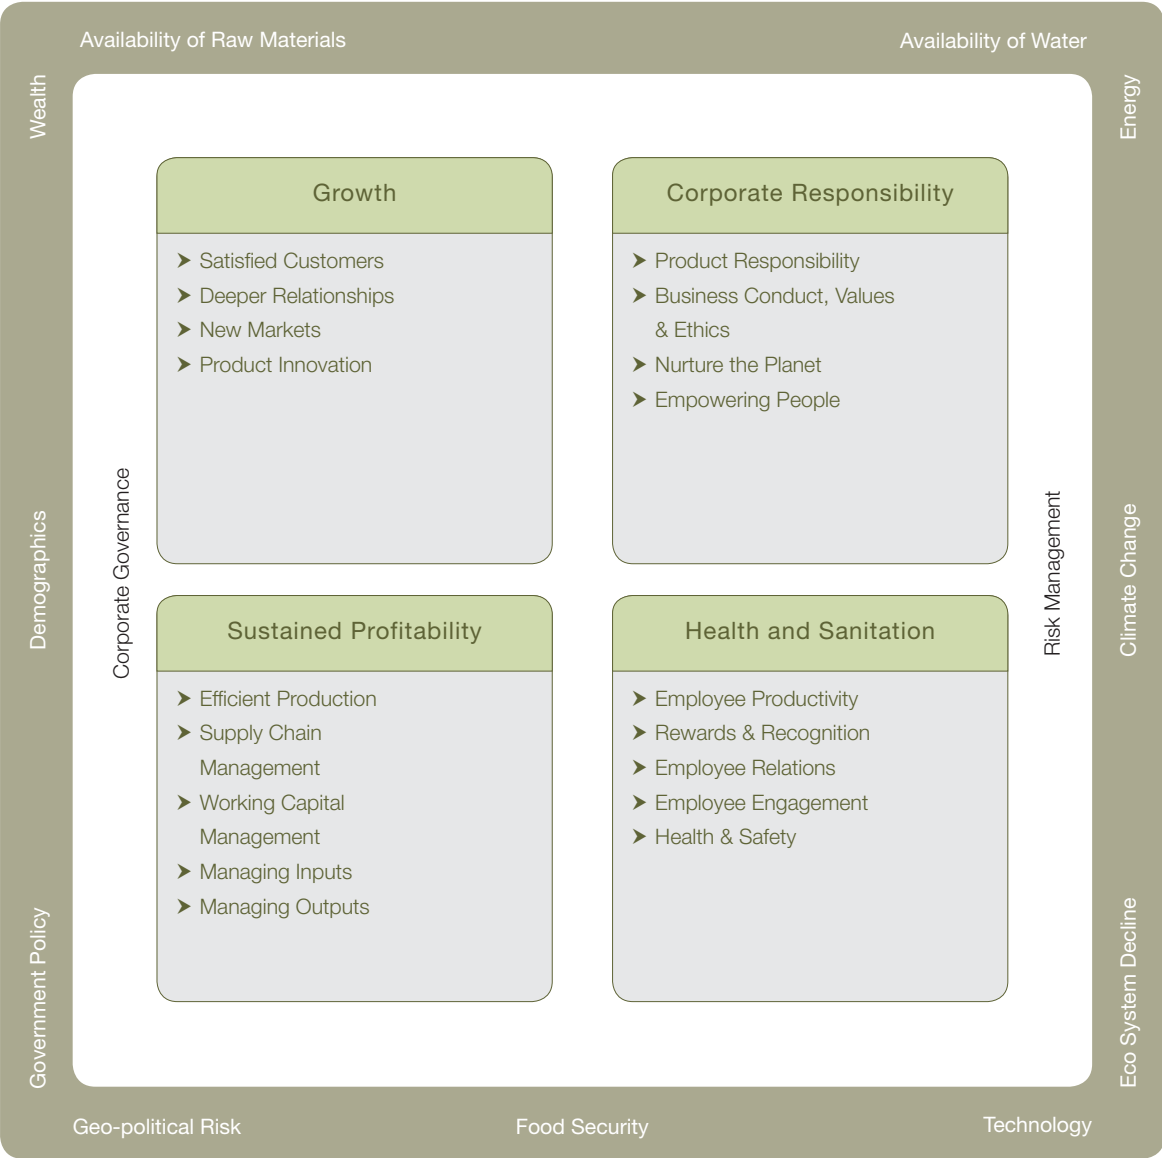 Availability of Raw Materials
Availability of Water
Wealth
Energy
Growth
Satisfied Customers
Deeper Relationships
New Markets
Product Innovation
Corporate Responsibility
Product Responsibility
Business Conduct, Values
& Ethics
Nurture the Planet
Empowering People
Demographics
Corporate Governance
Risk Management
Climate Change
Sustained Profitability
Efficient Production
Supply Chain
Management
Working Capital
Management
Managing Inputs
Managing Outputs
Health and Sanitation
Employee Productivity
Rewards & Recognition
Employee Relations
Employee Engagement
Health & Safety
Government Policy
Eco System Decline
Geo-political Risk
Food Security
Technology